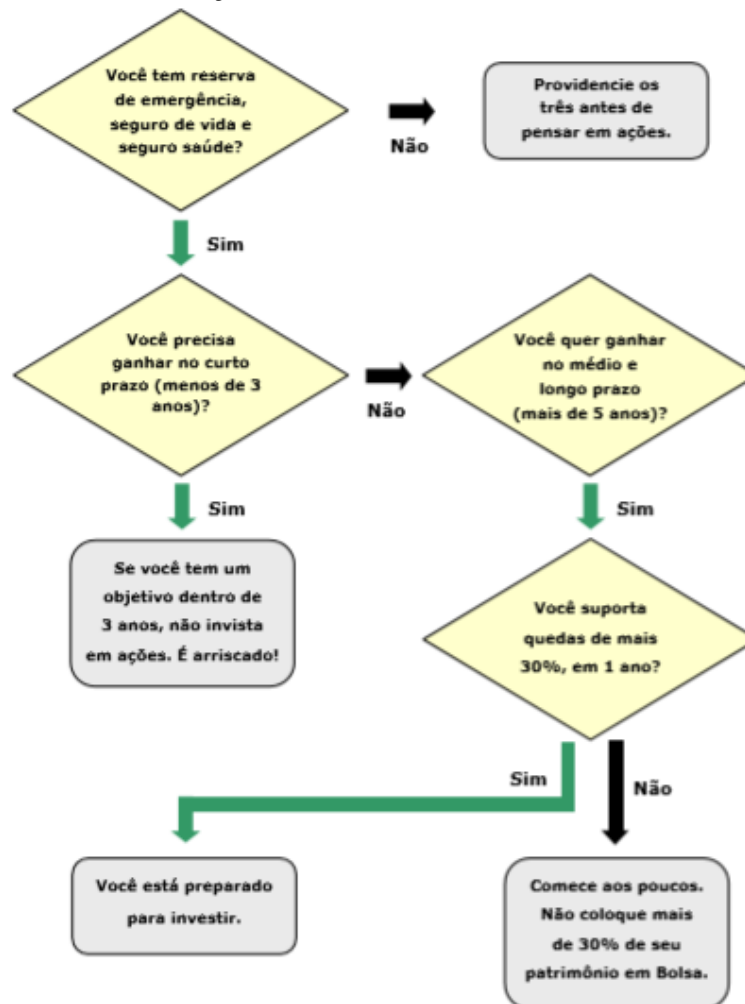 Você tem reserva
de emergência,
seguro de vida e
seguro saúde?
Não
Providencie os
três antes de
pensar em ações.
Sim
Você precisa
ganhar no curto
prazo (menos de 3
anos)?
Não
Você quer ganhar
no médio e
longo prazo
(mais de 5 anos)?
Sim
Sim
Se você tem um
objetivo dentro de
3 anos, não invista
em ações. É arriscado!
Você suporta
quedas de mais
30%, em 1 ano?
Sim
Não
Você está preparado
para investir.
Comece aos poucos.
Não coloque mais
de 30% de seu
patrimônio em Bolsa.